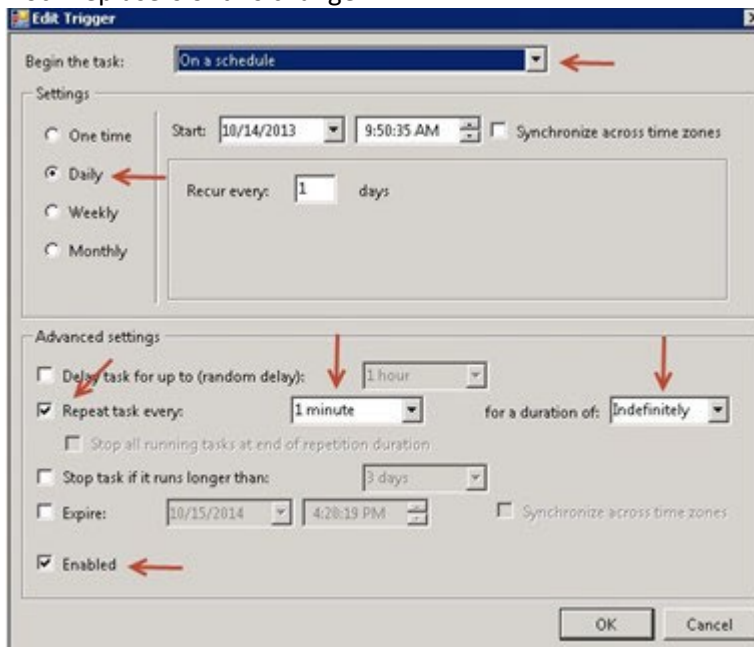 Edit Trigger
Begin the task: On a schedule
Settings
One time Start: 10/14/2013 9:50:35 AM Synchronize across time zones
Daily
Recur every: 1 days
Weekly
Monthly
Advanced settings
Delay task for up to (random delay): 1 hour
Repeat task every: 1 minute for a duration of: Indefinitely
Stop all running tasks at end of repetition duration
Stop task if it runs longer than: 3 days
Expire: 10/15/2014 4:28:19 PM Synchronize across time zones
Enabled
OK Cancel